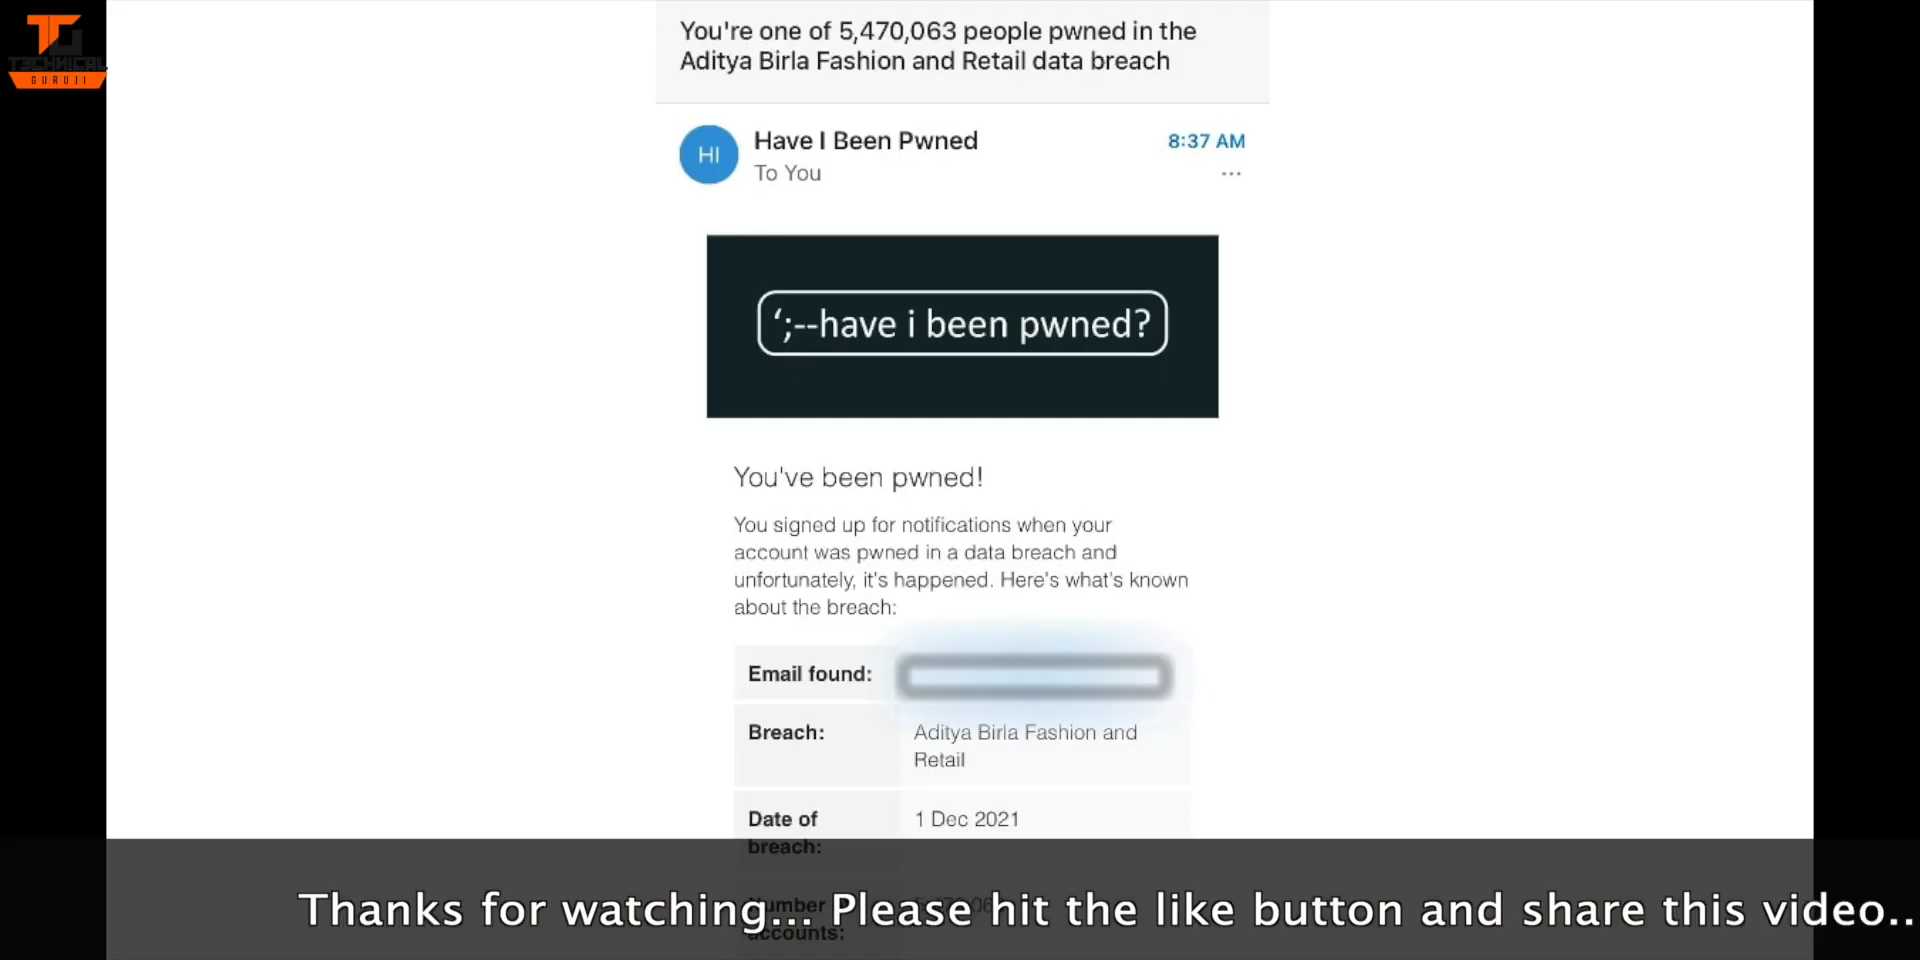 TECHNICAL
GURUJI
You're one of 5,470,063 people pwned in the
Aditya Birla Fashion and Retail data breach
HI
Have I Been Pwned
8:37 AM
To You
...
';--have i been pwned?
You've been pwned!
You signed up for notifications when your
account was pwned in a data breach and
unfortunately, it's happened. Here's what's known
about the breach:
Email found:
Breach:
Aditya Birla Fashion and
Retail
Date of
breach:
1 Dec 2021
Number
accounts:
Thanks for watching... Please hit the like button and share this video..